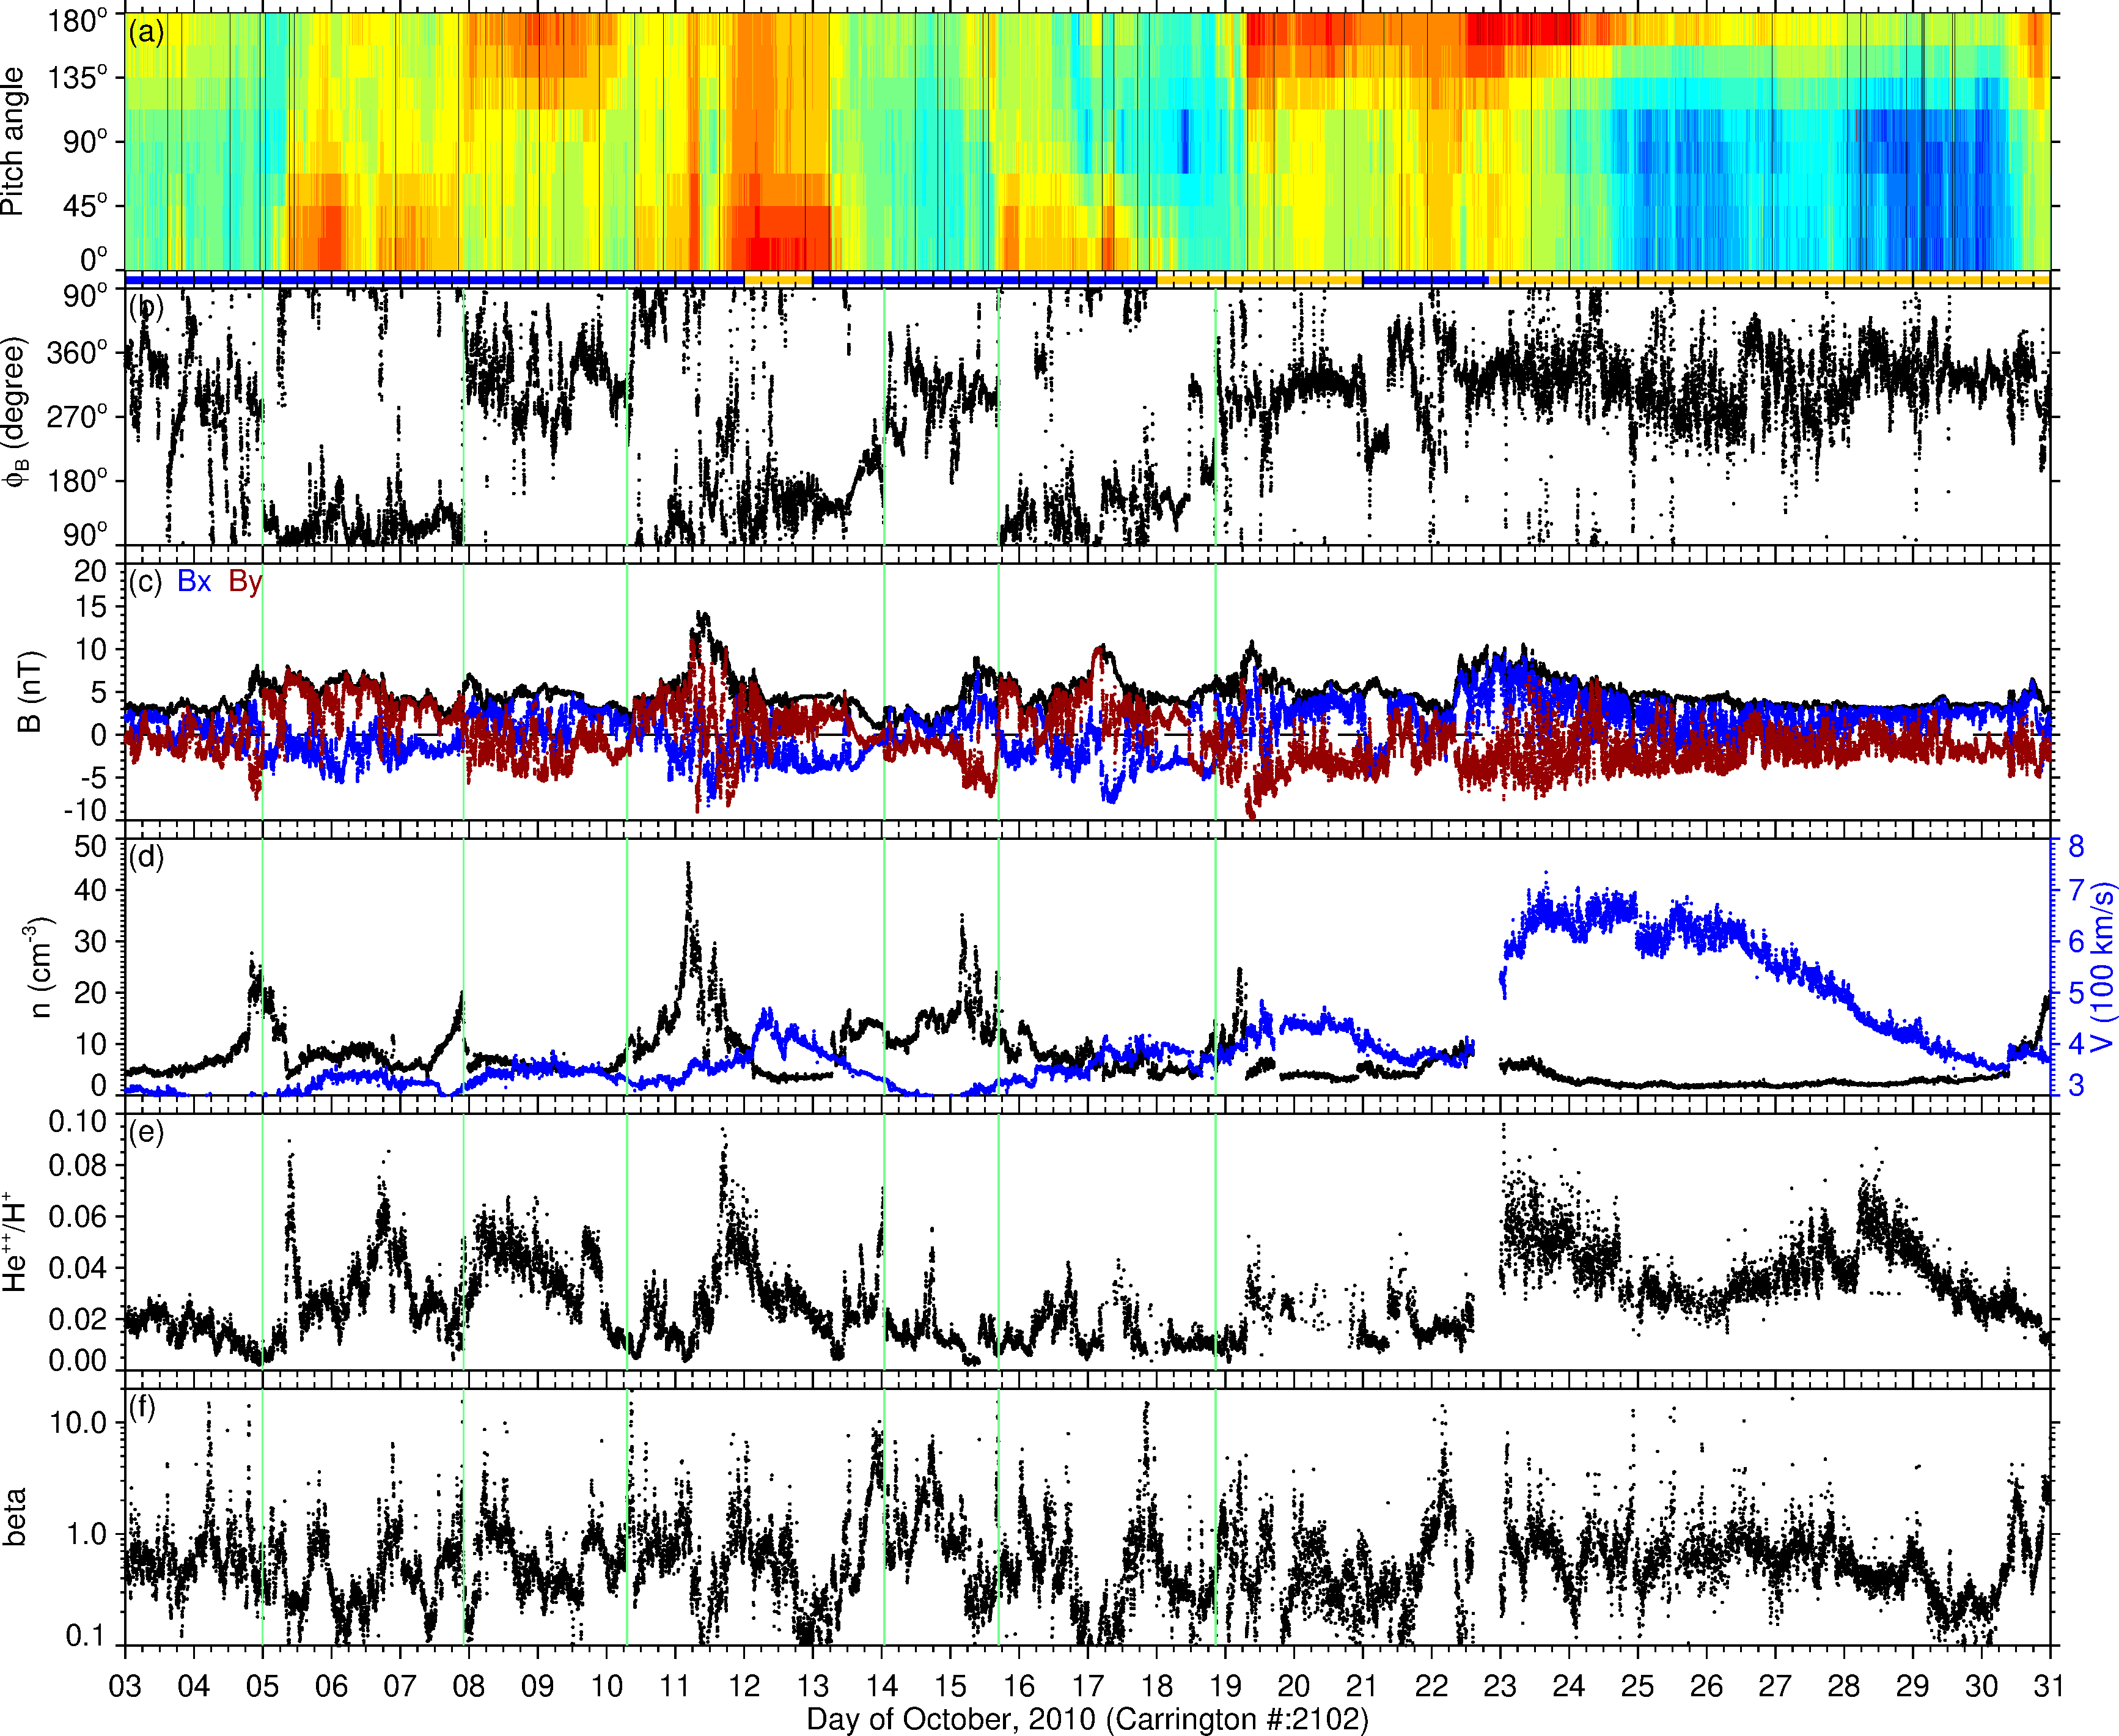 (a)
180°
135°
90°
45°
0°
Pitch angle
(b)
90°
360°
270°
180°
90°
ϕB (degree)
(c) Bx By
20
15
10
5
0
-5
-10
B (nT)
(d)
50
40
30
20
10
0
n (cm-3)
8
7
6
5
4
3
V (100 km/s)
(e)
0.10
0.08
0.06
0.04
0.02
0.00
He++/H+
(f)
10.0
1.0
0.1
beta
03 04 05 06 07 08 09 10 11 12 13 14 15 16 17 18 19 20 21 22 23 24 25 26 27 28 29 30 31
Day of October, 2010 (Carrington #:2102)